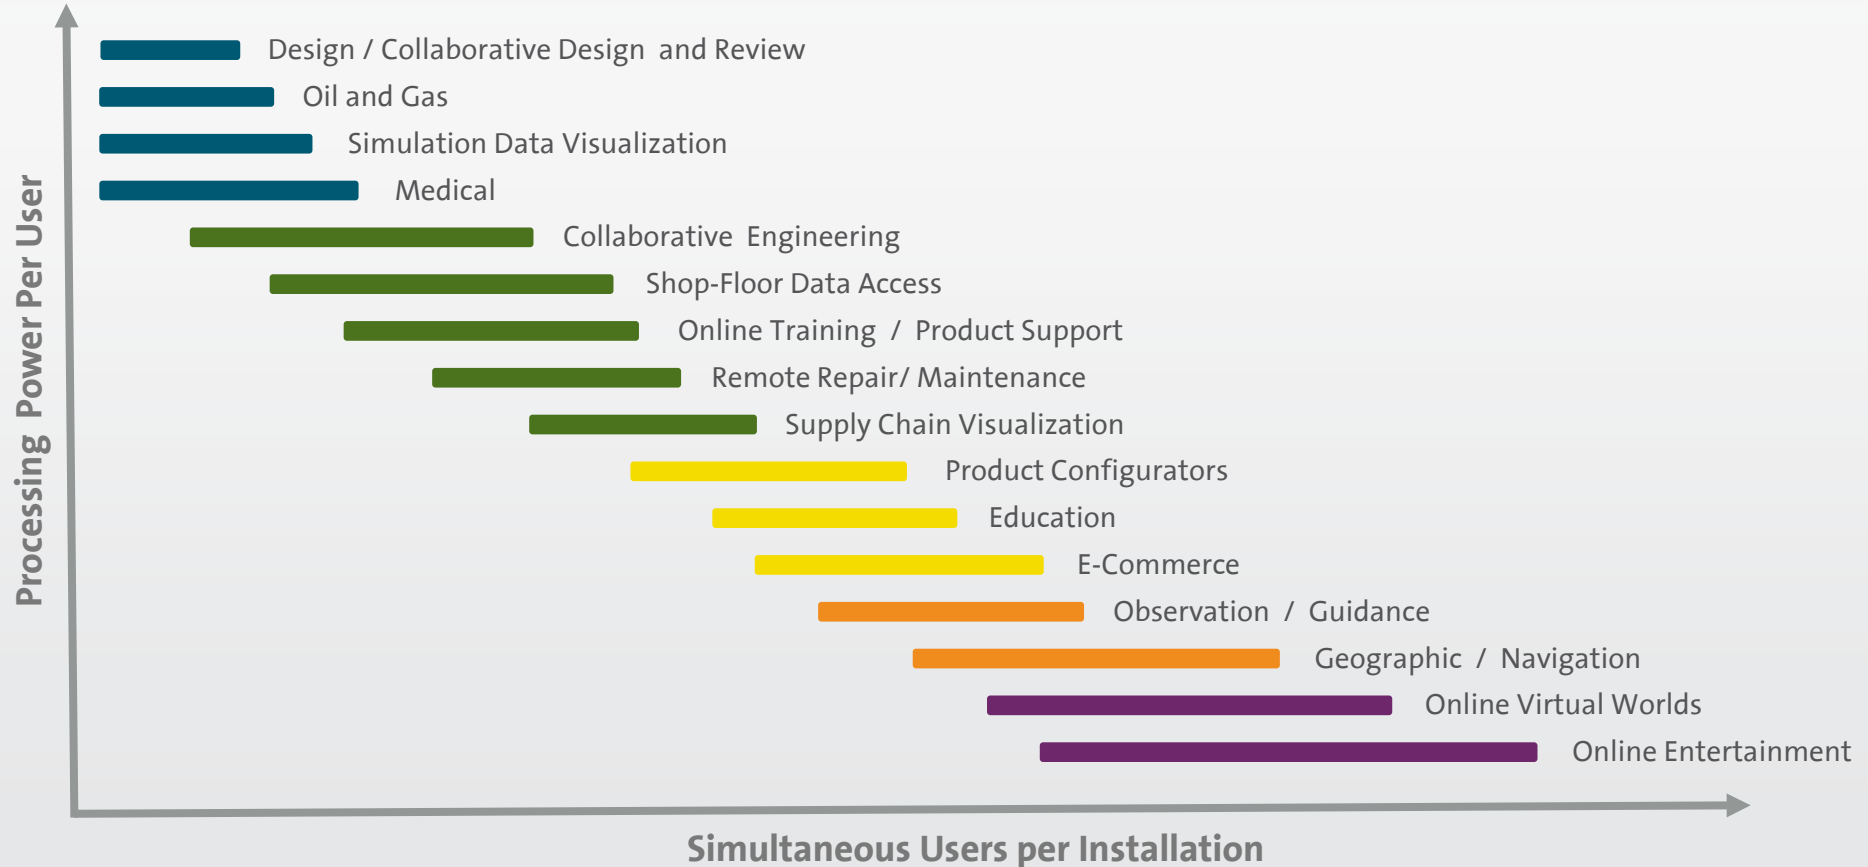 Processing Power Per User
Design / Collaborative Design and Review
Oil and Gas
Simulation Data Visualization
Medical
Collaborative Engineering
Shop-Floor Data Access
Online Training / Product Support
Remote Repair/ Maintenance
Supply Chain Visualization
Product Configurators
Education
E-Commerce
Observation / Guidance
Geographic / Navigation
Online Virtual Worlds
Online Entertainment
Simultaneous Users per Installation